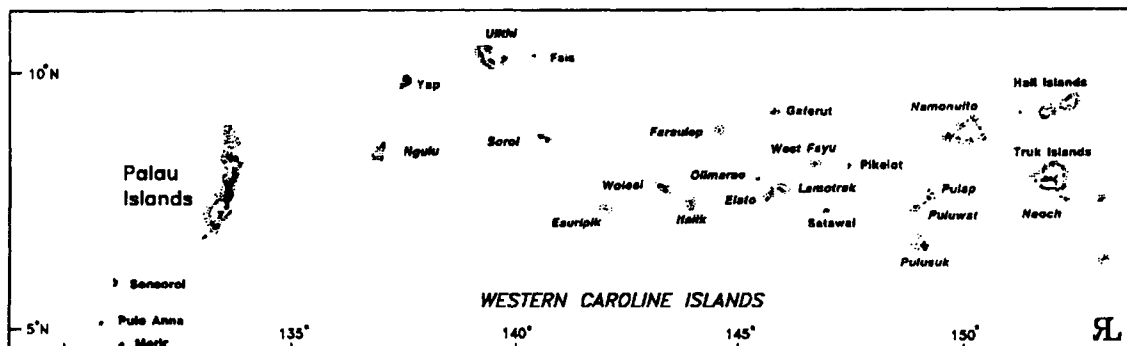 Ulithi
Fais
10°N
Yap
Hall Islands
Gaferut
Namonuito
Faraulep
Ngulu
Sorol
West Fayu
Truk Islands
Pikelot
Palau
Islands
Olimarao
Woleai
Lamotrek
Elato
Pulap
Ifalik
Eauripik
Satawal
Puluwat
Neoch
Pulusuk
Sonsorol
WESTERN CAROLINE ISLANDS
Pulo Anna
5°N
135°
140°
145°
150°
RL
Merir